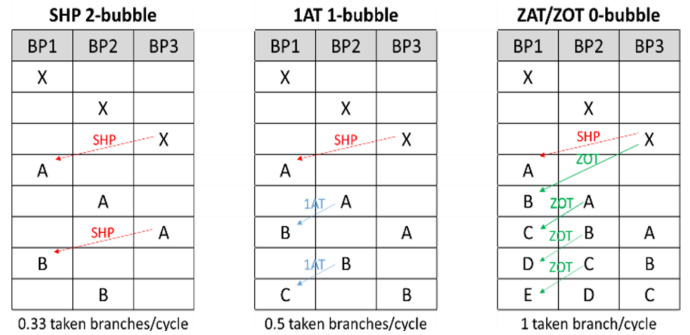 SHP 2-bubble 1AT 1-bubble ZAT/ZOT 0-bubble
BP1 BP2 BP3 BP1 BP2 BP3 BP1 BP2 BP3
X X X
X X X
SHP X SHP X SHP X
A A ZOT A
A 1AT A B ZOT A
SHP A B A C ZOT B A
B 1AT B D ZOT C B
B C B E D C
0.33 taken branches/cycle 0.5 taken branches/cycle 1 taken branch/cycle